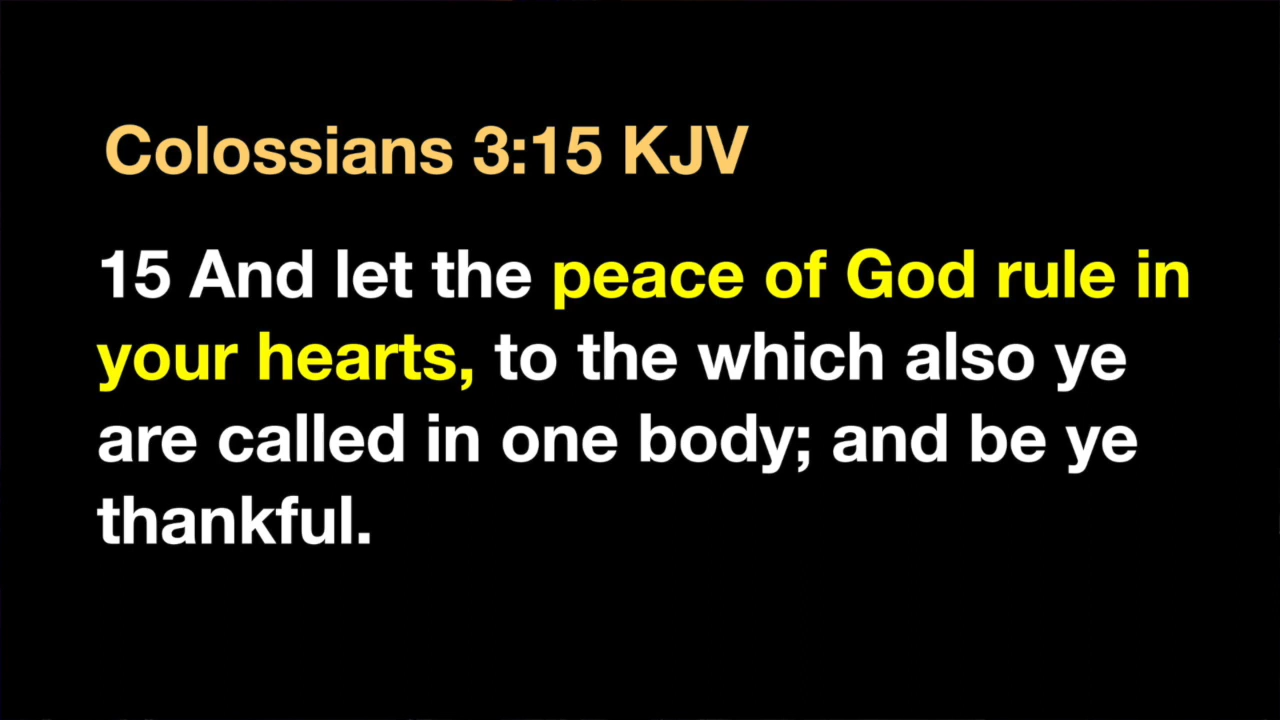 Colossians 3:15 KJV
15 And let the peace of God rule in
your hearts, to the which also ye
are called in one body; and be ye
thankful.